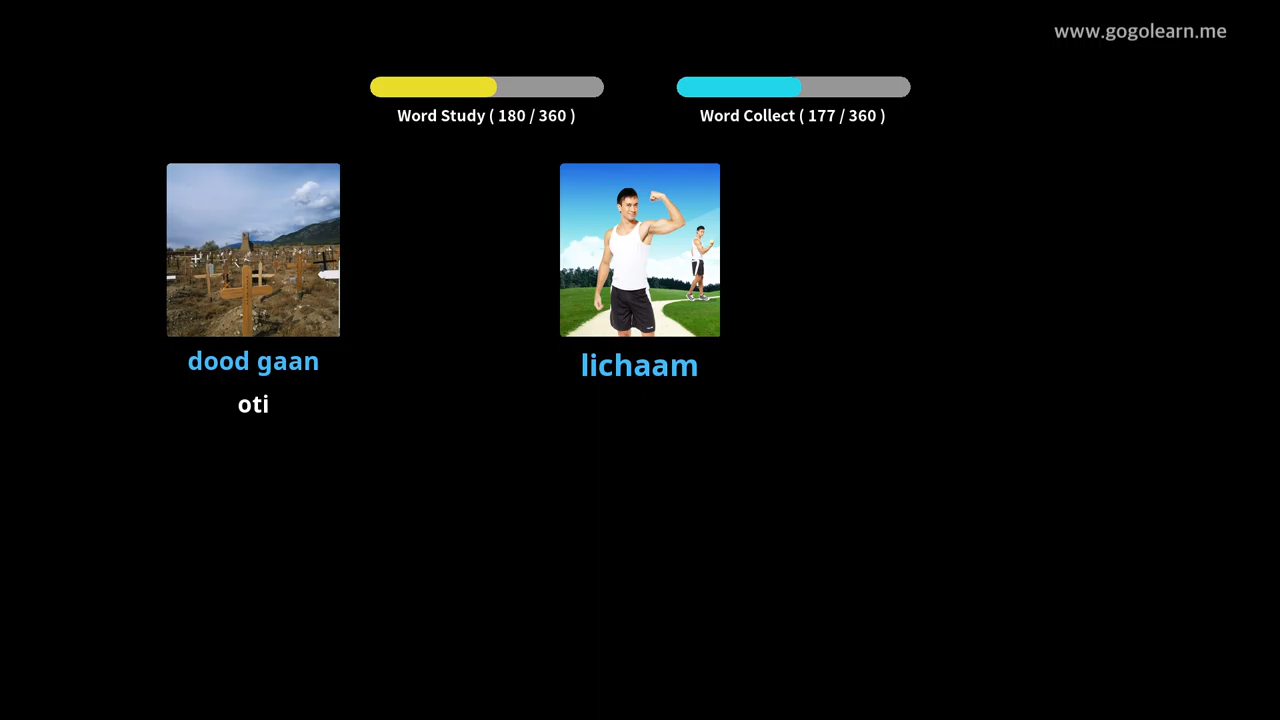 www.gogolearn.me
Word Study ( 180 / 360 )
Word Collect ( 177 / 360 )
dood gaan
oti
lichaam